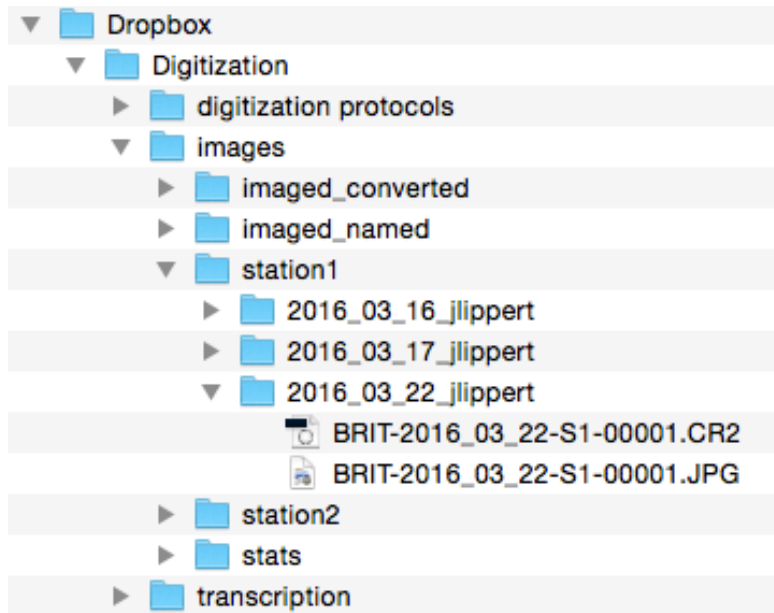 Dropbox
Digitization
digitization protocols
images
imaged_converted
imaged_named
station1
2016_03_16_jlippert
2016_03_17_jlippert
2016_03_22_jlippert
BRIT-2016_03_22-S1-00001.CR2
BRIT-2016_03_22-S1-00001.JPG
station2
stats
transcription